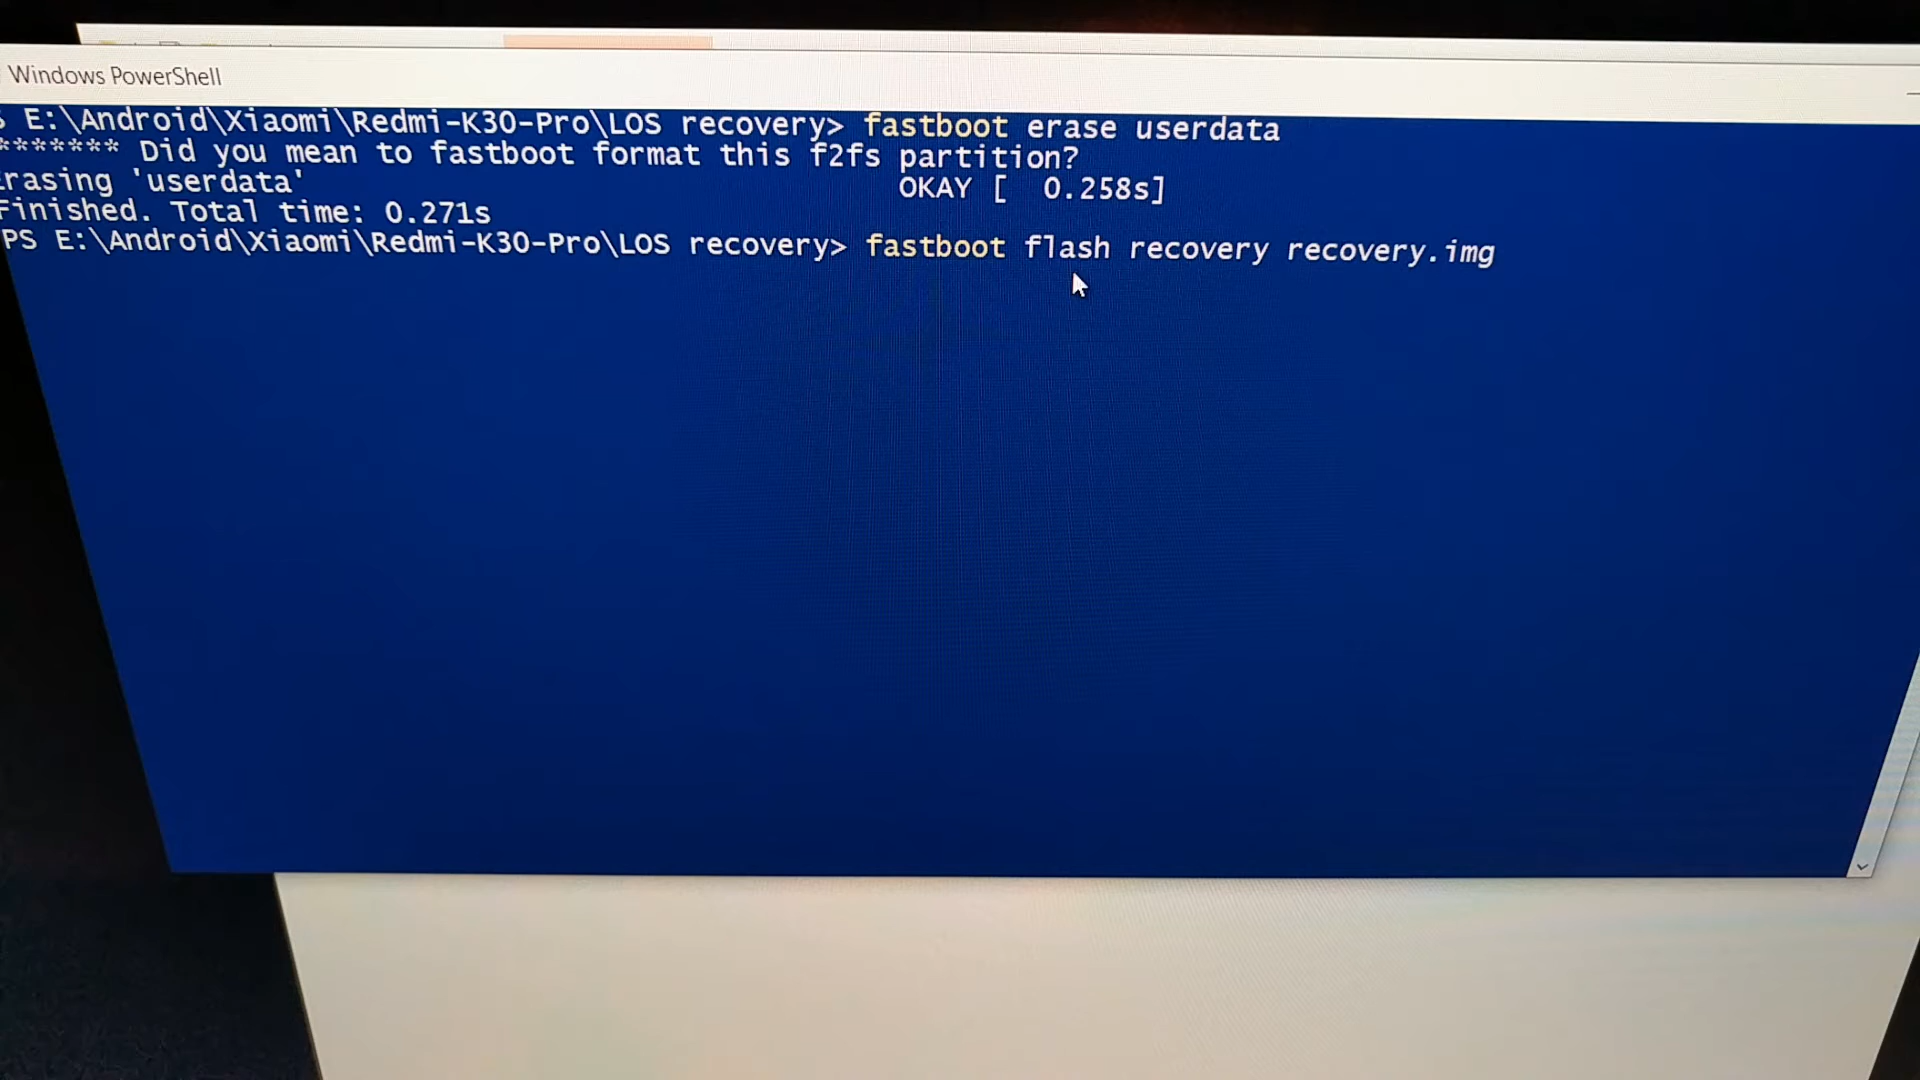 Windows PowerShell
E:\Android\Xiaomi\Redmi-K30-Pro\LOS recovery> fastboot erase userdata
******* Did you mean to fastboot format this f2fs partition?
rasing 'userdata' OKAY [ 0.258s]
Finished. Total time: 0.271s
PS E:\Android\Xiaomi\Redmi-K30-Pro\LOS recovery> fastboot flash recovery recovery.img